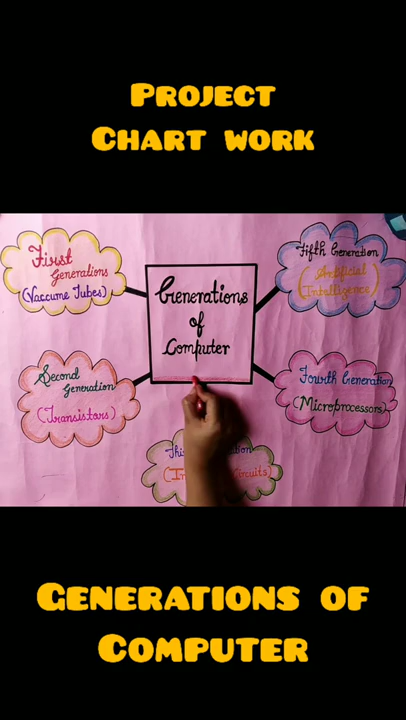 PROJECT
CHART WORK
First
Generations
(Vaccume Tubes)
Fifth Generation
(Artificial
Intelligence)
Generations
of
Computer
Second
Generation
(Transistors)
Fourth Generation
(Microprocessors)
GENERATIONS OF
COMPUTER